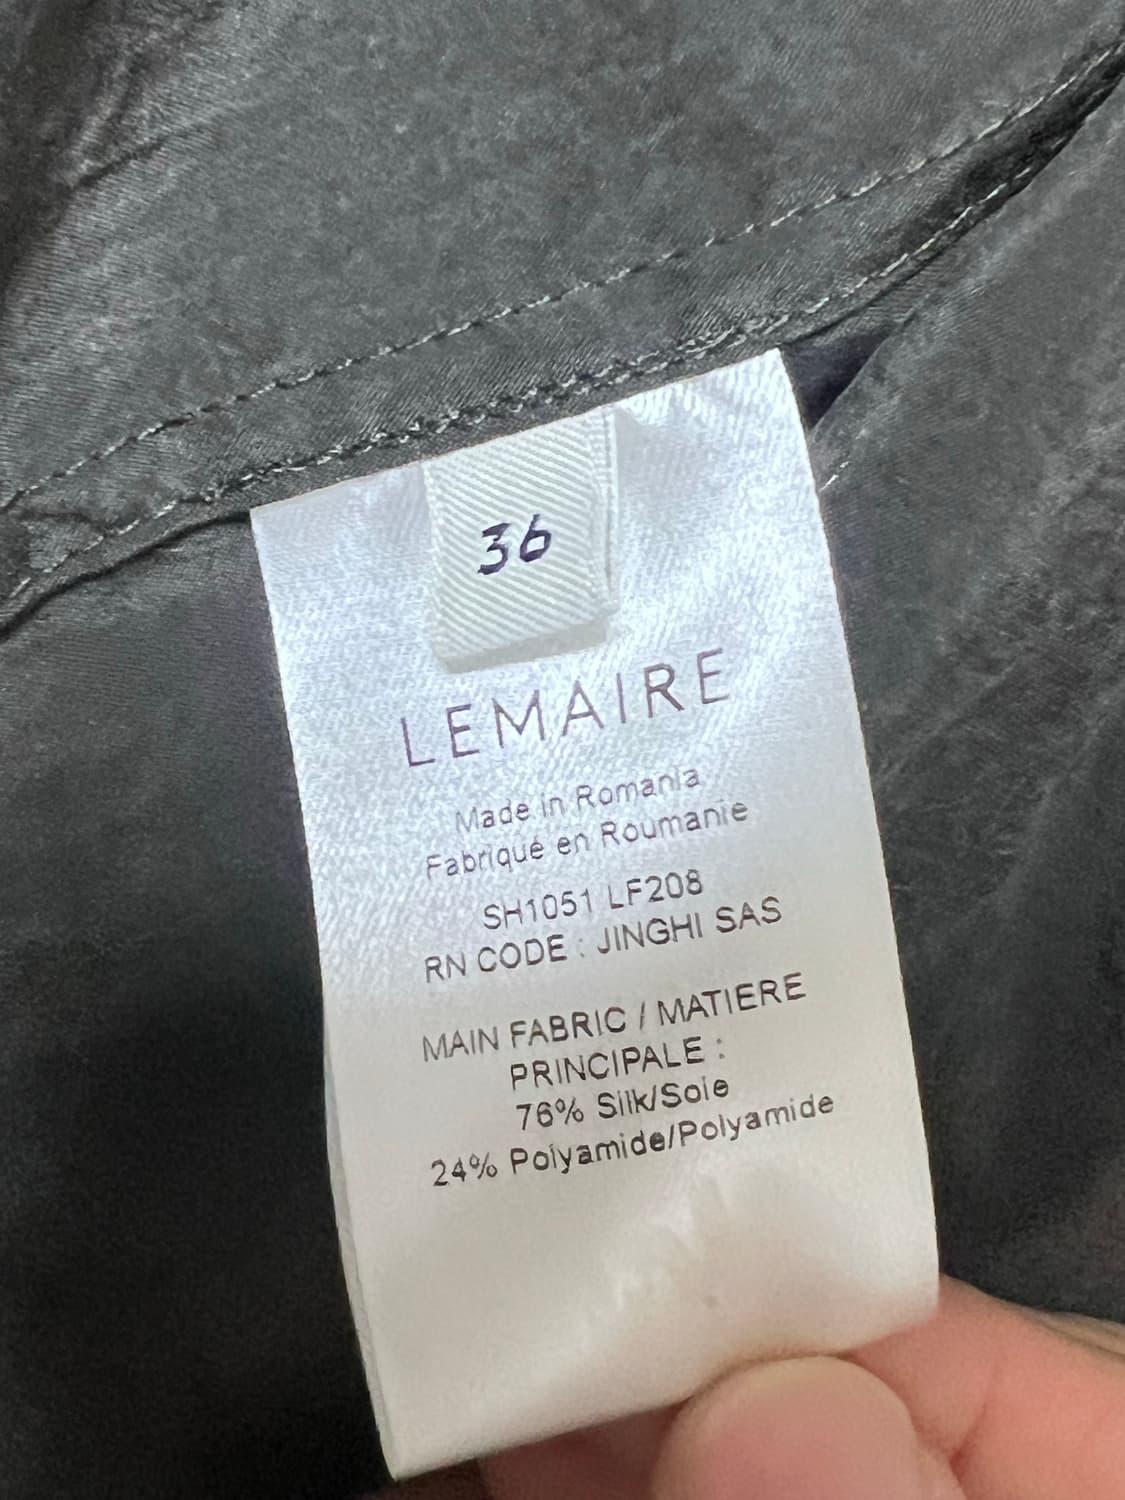 36
LEMAIRE
Made in Romania
Fabriqué en Roumanie
SH1051 LF208
RN CODE : JINGHI SAS
MAIN FABRIC / MATIERE
PRINCIPALE :
76% Silk/Soie
24% Polyamide/Polyamide